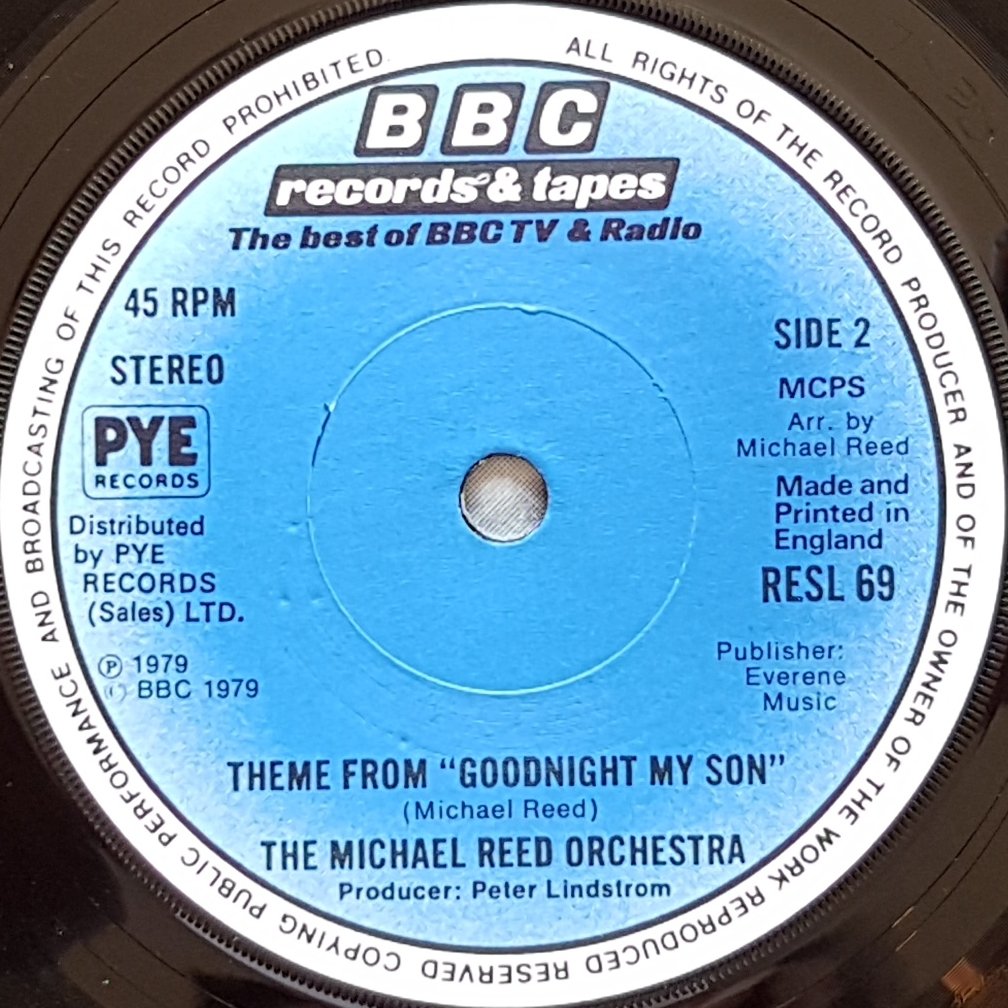 ALL RIGHTS OF THE RECORD PRODUCER AND OF THE OWNER OF THE WORK REPRODUCED RESERVED COPYING PUBLIC PERFORMANCE AND BROADCASTING OF THIS RECORD PROHIBITED.
BBC
records & tapes
The best of BBC TV & Radio
45 RPM
STEREO
PYE
RECORDS
Distributed
by PYE
RECORDS
(Sales) LTD.
℗ 1979
© BBC 1979
SIDE 2
MCPS
Arr. by
Michael Reed
Made and
Printed in
England
RESL 69
Publisher:
Everene
Music
THEME FROM “GOODNIGHT MY SON”
(Michael Reed)
THE MICHAEL REED ORCHESTRA
Producer: Peter Lindstrom